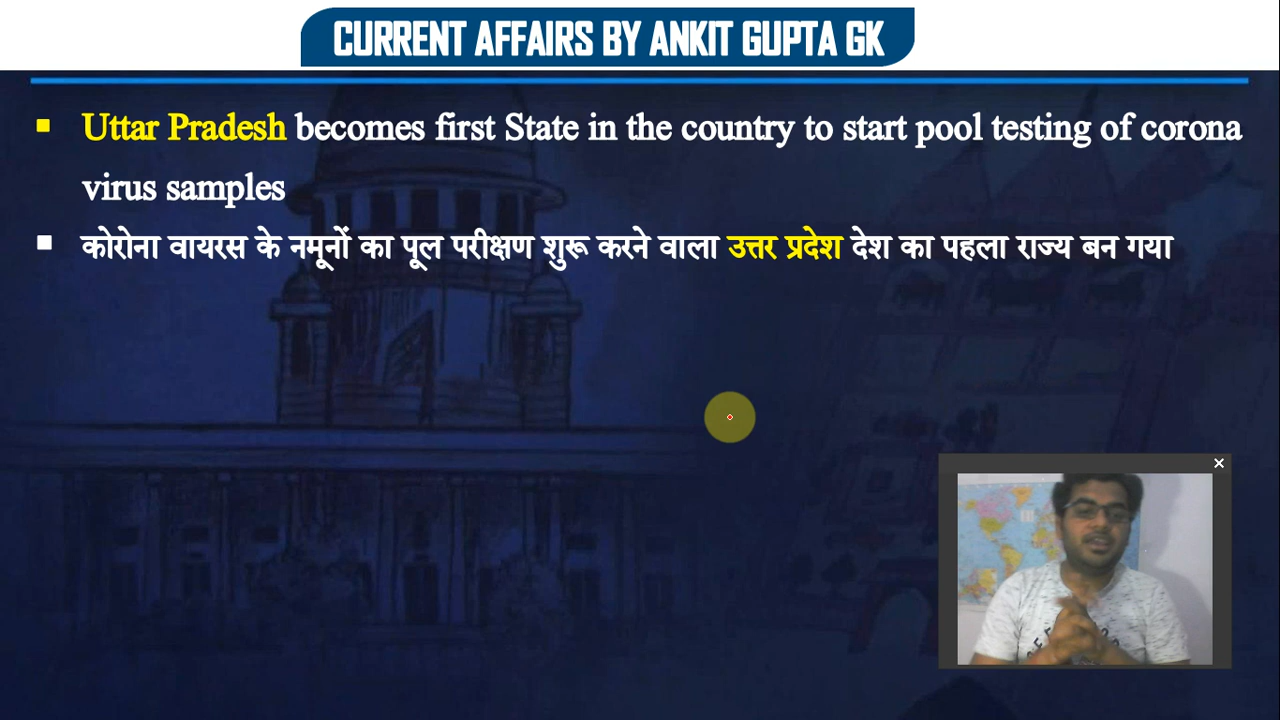 CURRENT AFFAIRS BY ANKIT GUPTA GK
Uttar Pradesh becomes first State in the country to start pool testing of corona
virus samples
कोरोना वायरस के नमूनों का पूल परीक्षण शुरू करने वाला उत्तर प्रदेश देश का पहला राज्य बन गया